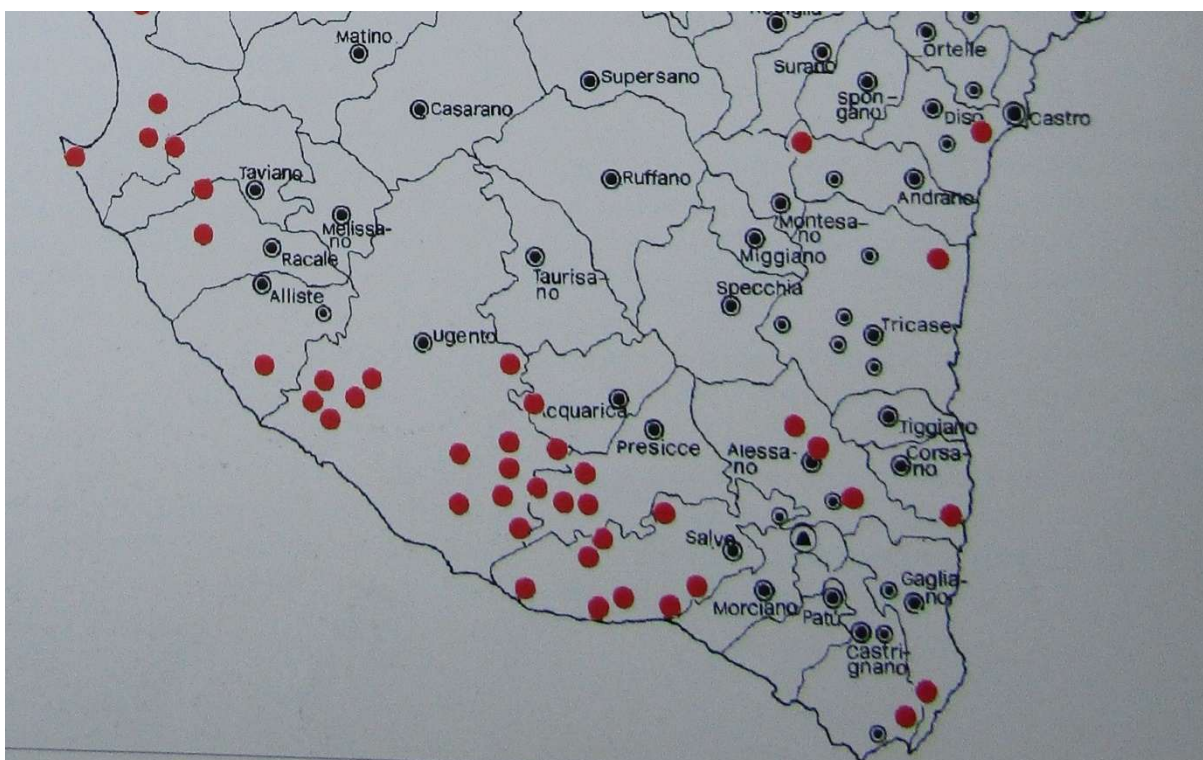 Matino
Supersano
Casarano
Surano
Ortelle
Spon-
gano
Diso
Castro
Taviano
Ruffano
Andrano
Melissa-
no
Montesa-
no
Racale
Miggiano
Alliste
Taurisa-
no
Specchia
Ugento
Tricase
Acquarica
Presicce
Tiggiano
Alessa-
no
Corsa-
no
Salve
Morciano
Patù
Gaglia-
no
Castri-
gnano